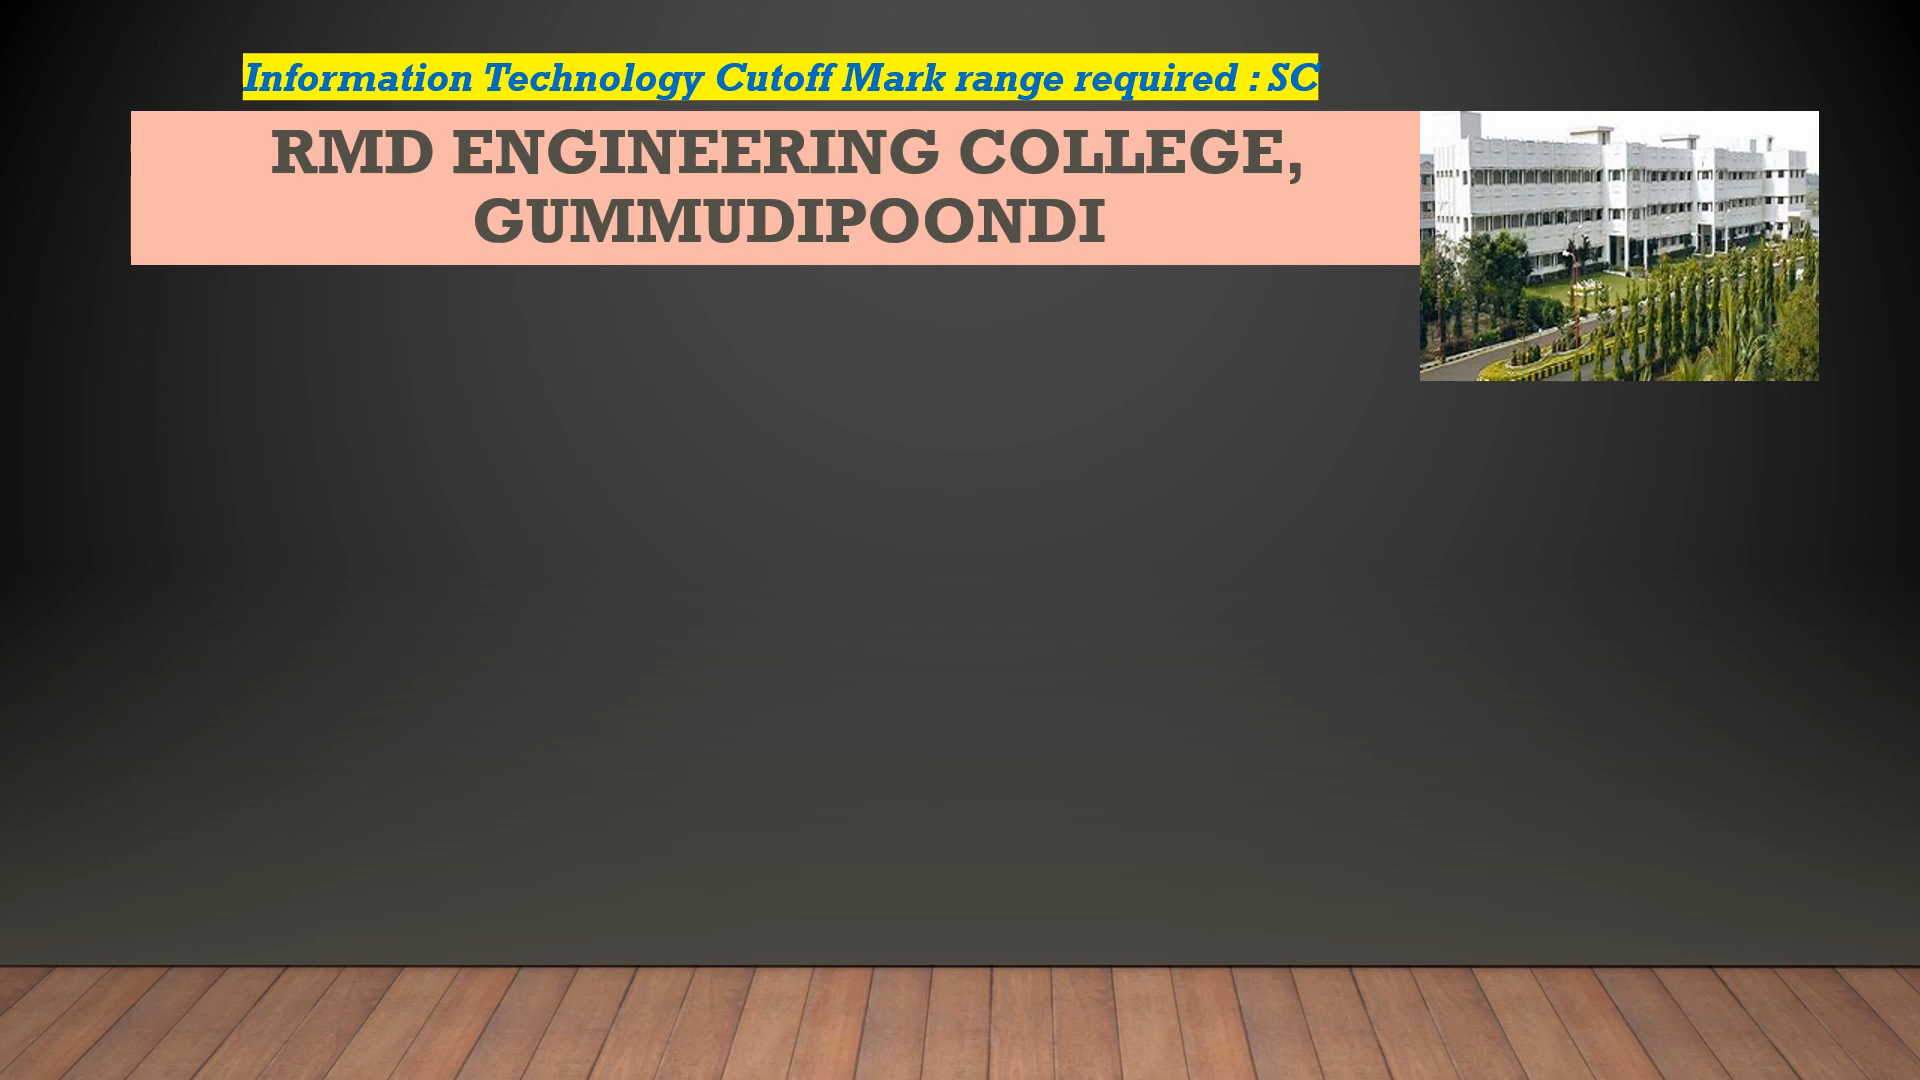 Information Technology Cutoff Mark range required : SC
RMD ENGINEERING COLLEGE,
GUMMUDIPOONDI